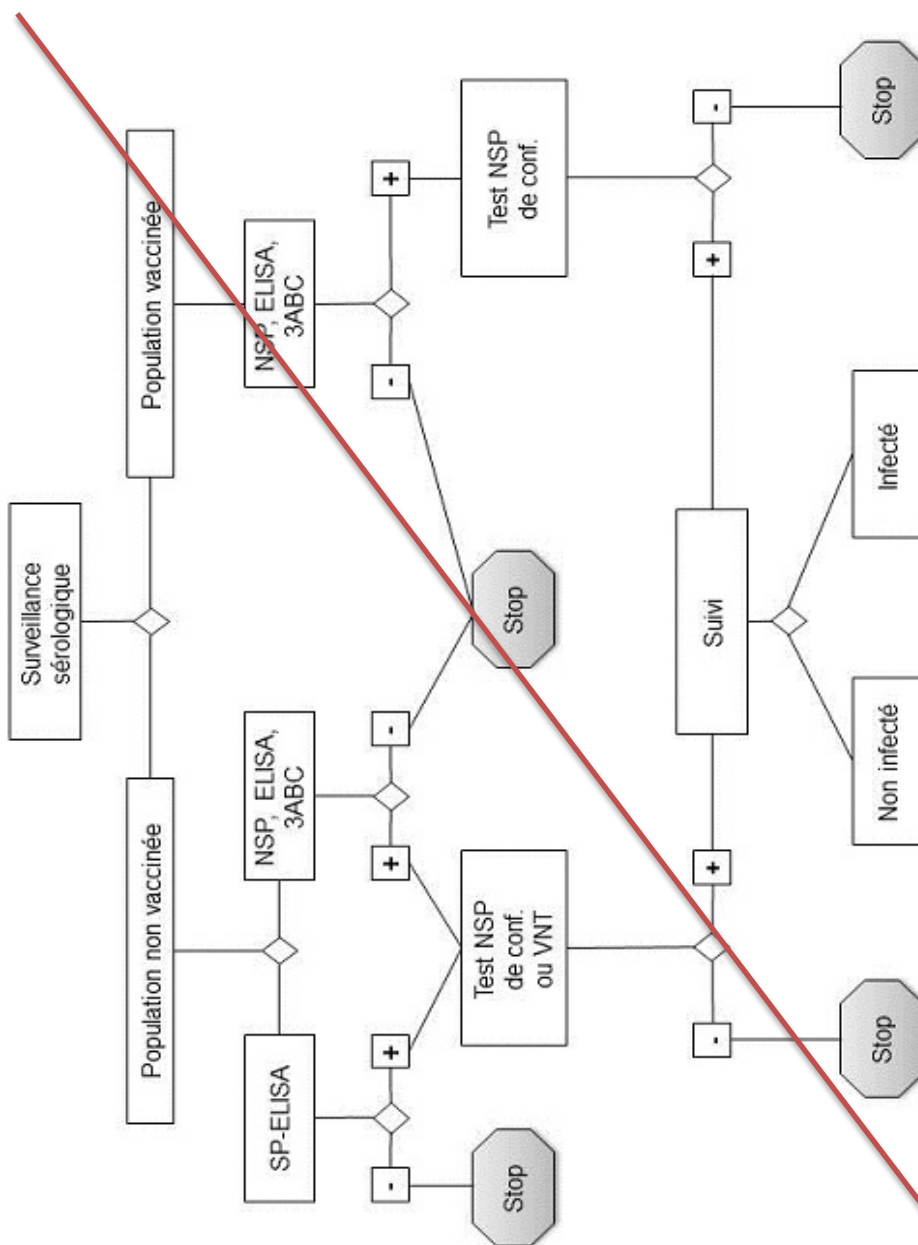 Surveillance
sérologique
Population non vaccinée
Population vaccinée
SP-ELISA
NSP, ELISA,
3ABC
NSP, ELISA,
3ABC
-
+
+
-
-
+
Stop
Test NSP
de conf.
ou VNT
Stop
Test NSP
de conf.
-
+
Suivi
+
-
Stop
Non infecté
Infecté
Stop